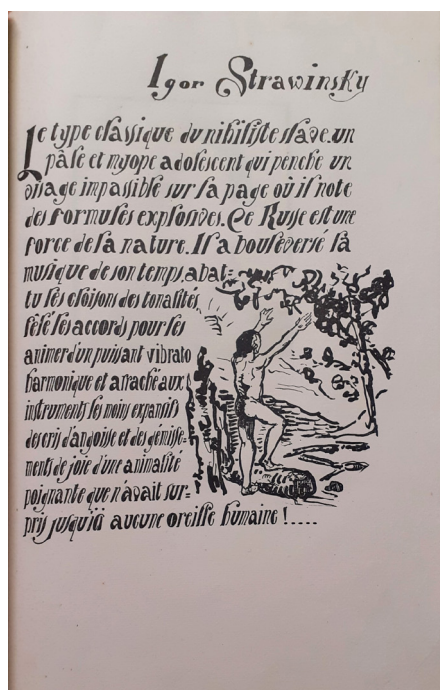 Igor Strawinsky
Le type classique du nihiliste slave. un
pâle et myope adolescent qui penche un
visage impassible sur la page où il note
des formules explosives. Ce Russe est une
force de la nature. Il a bouleversé la
musique de son temps, abat=
tu les cloisons des tonalités,
fêlé les accords pour les
animer d'un puissant vibrato
harmonique et arraché aux
instruments les moins expansifs
des cris d'angoisse et des gémisse=
ments de joie d'une animalité
poignante que n'avait sur=
pris jusqu'ïà aucune oreille humaine !....